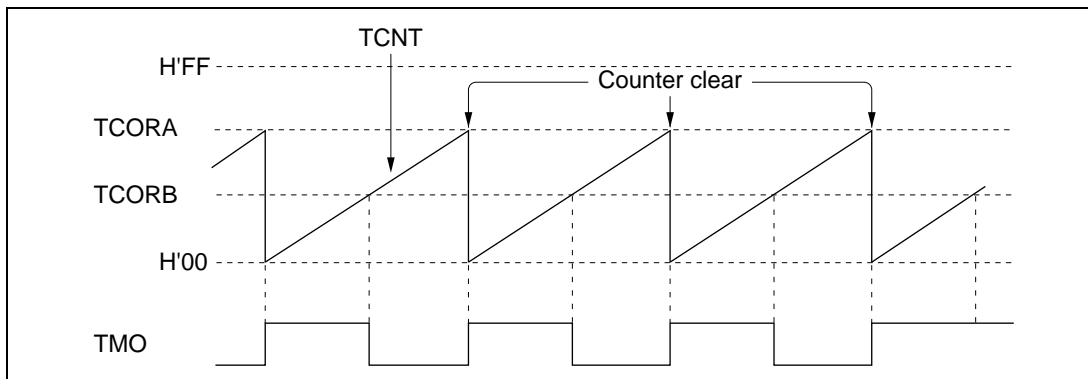 TCNT
H'FF
Counter clear
TCORA
TCORB
H'00
TMO